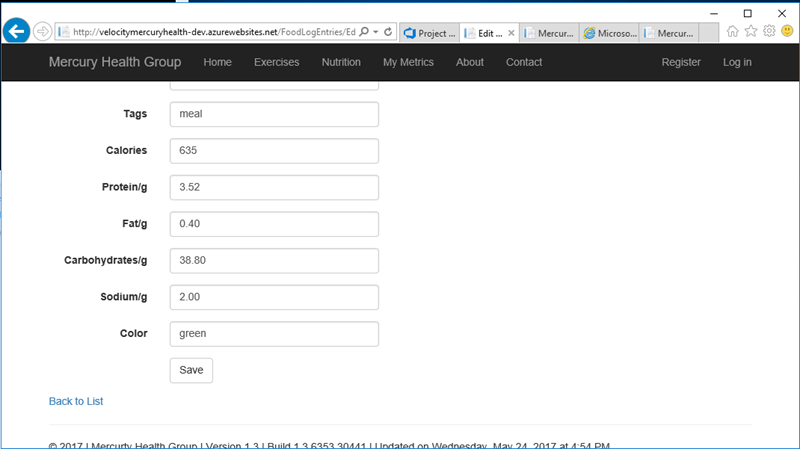 http://velocitymercuryhealth-dev.azurewebsites.net/FoodLogEntries/Ed
Project ...
Edit ...
Mercur...
Microso...
Mercur...
Mercury Health Group
Home
Exercises
Nutrition
My Metrics
About
Contact
Register
Log in
Tags
meal
Calories
635
Protein/g
3.52
Fat/g
0.40
Carbohydrates/g
38.80
Sodium/g
2.00
Color
green
Save
Back to List
© 2017 | Mercurty Health Group | Version 1.3 | Build 1.3.6353.30441 | Updated on Wednesday, May 24, 2017 at 4:54 PM